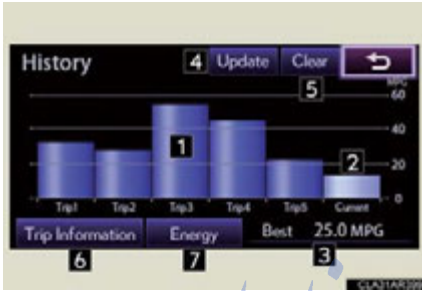 History
4
Update
Clear
5
MPG
60
40
20
0
1
2
Trip1
Trip2
Trip3
Trip4
Trip5
Current
Trip Information
Energy
Best 25.0 MPG
6
7
3
CLA31AR309